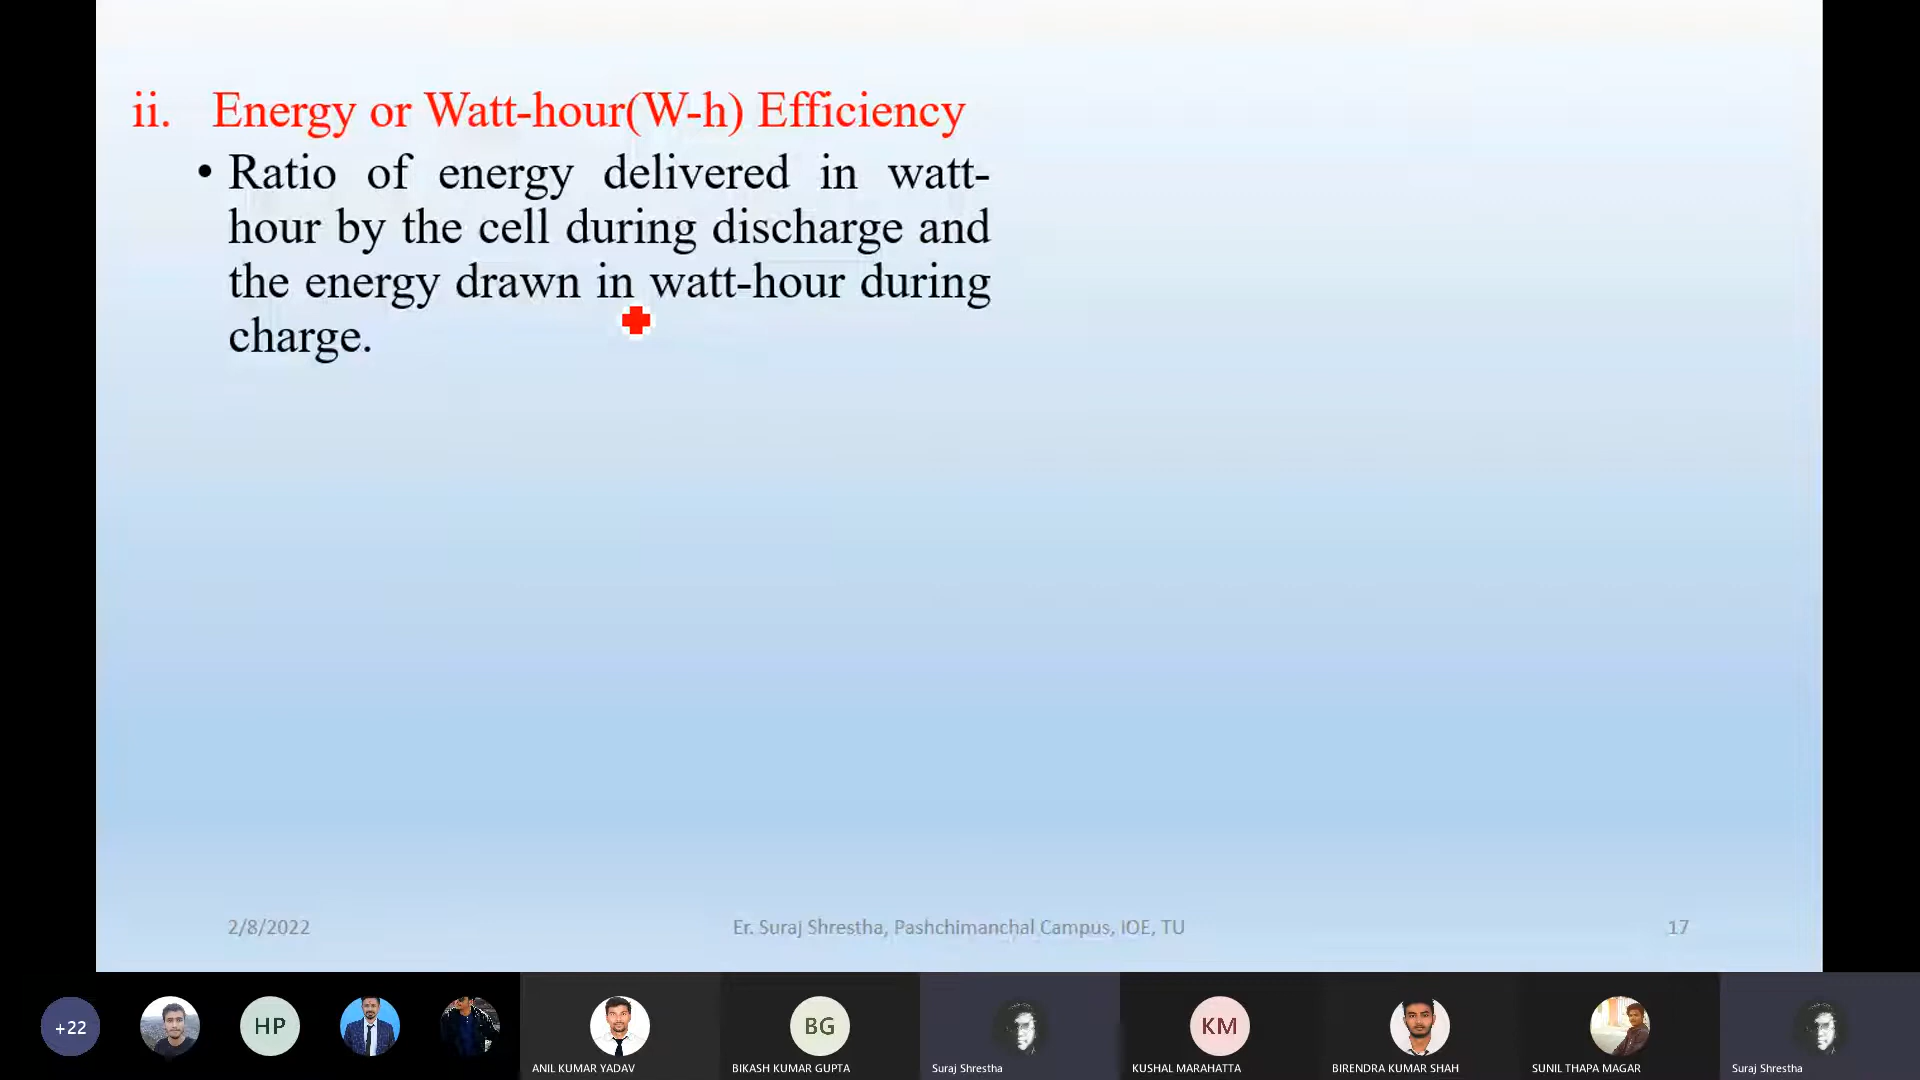 ii. Energy or Watt-hour(W-h) Efficiency
• Ratio of energy delivered in watt-
hour by the cell during discharge and
the energy drawn in watt-hour during
charge.
2/8/2022
Er. Suraj Shrestha, Pashchimanchal Campus, IOE, TU
17
+22
HP
BG
KM
ANIL KUMAR YADAV
BIKASH KUMAR GUPTA
Suraj Shrestha
KUSHAL MARAHATTA
BIRENDRA KUMAR SHAH
SUNIL THAPA MAGAR
Suraj Shrestha